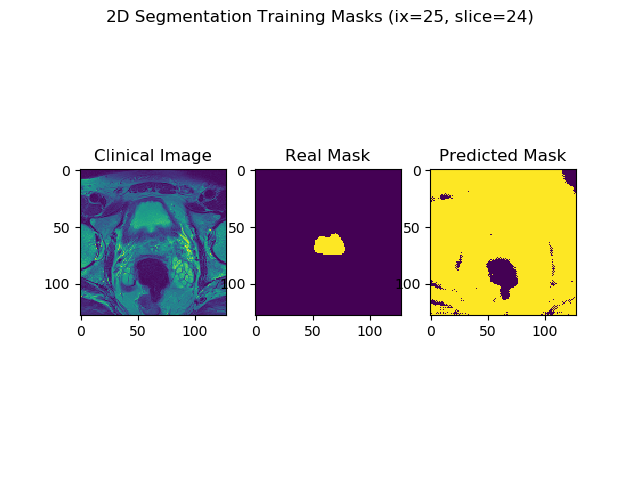 2D Segmentation Training Masks (ix=25, slice=24)
Clinical Image Real Mask Predicted Mask
0 0 0
50 50 50
100 100 100
0 50 100 0 50 100 0 50 100